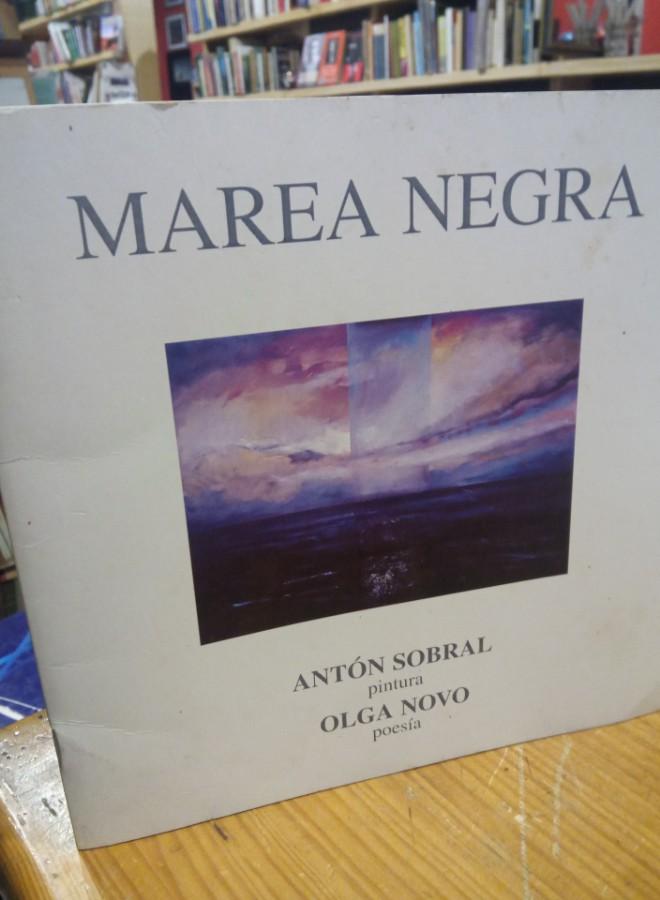 MAREA NEGRA
ANTÓN SOBRAL
pintura
OLGA NOVO
poesía